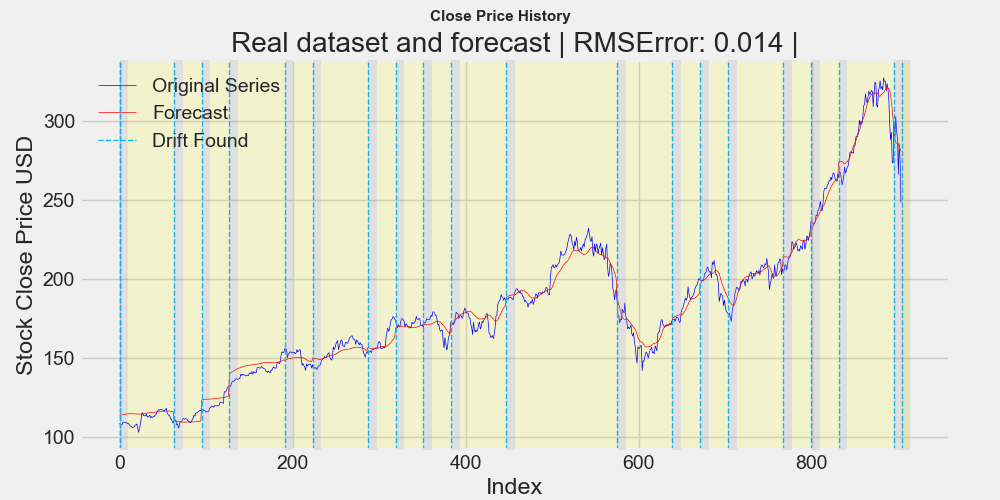 Close Price History
Real dataset and forecast | RMSError: 0.014 |
Original Series
Forecast
Drift Found
Stock Close Price USD
300
250
200
150
100
0 200 400 600 800
Index